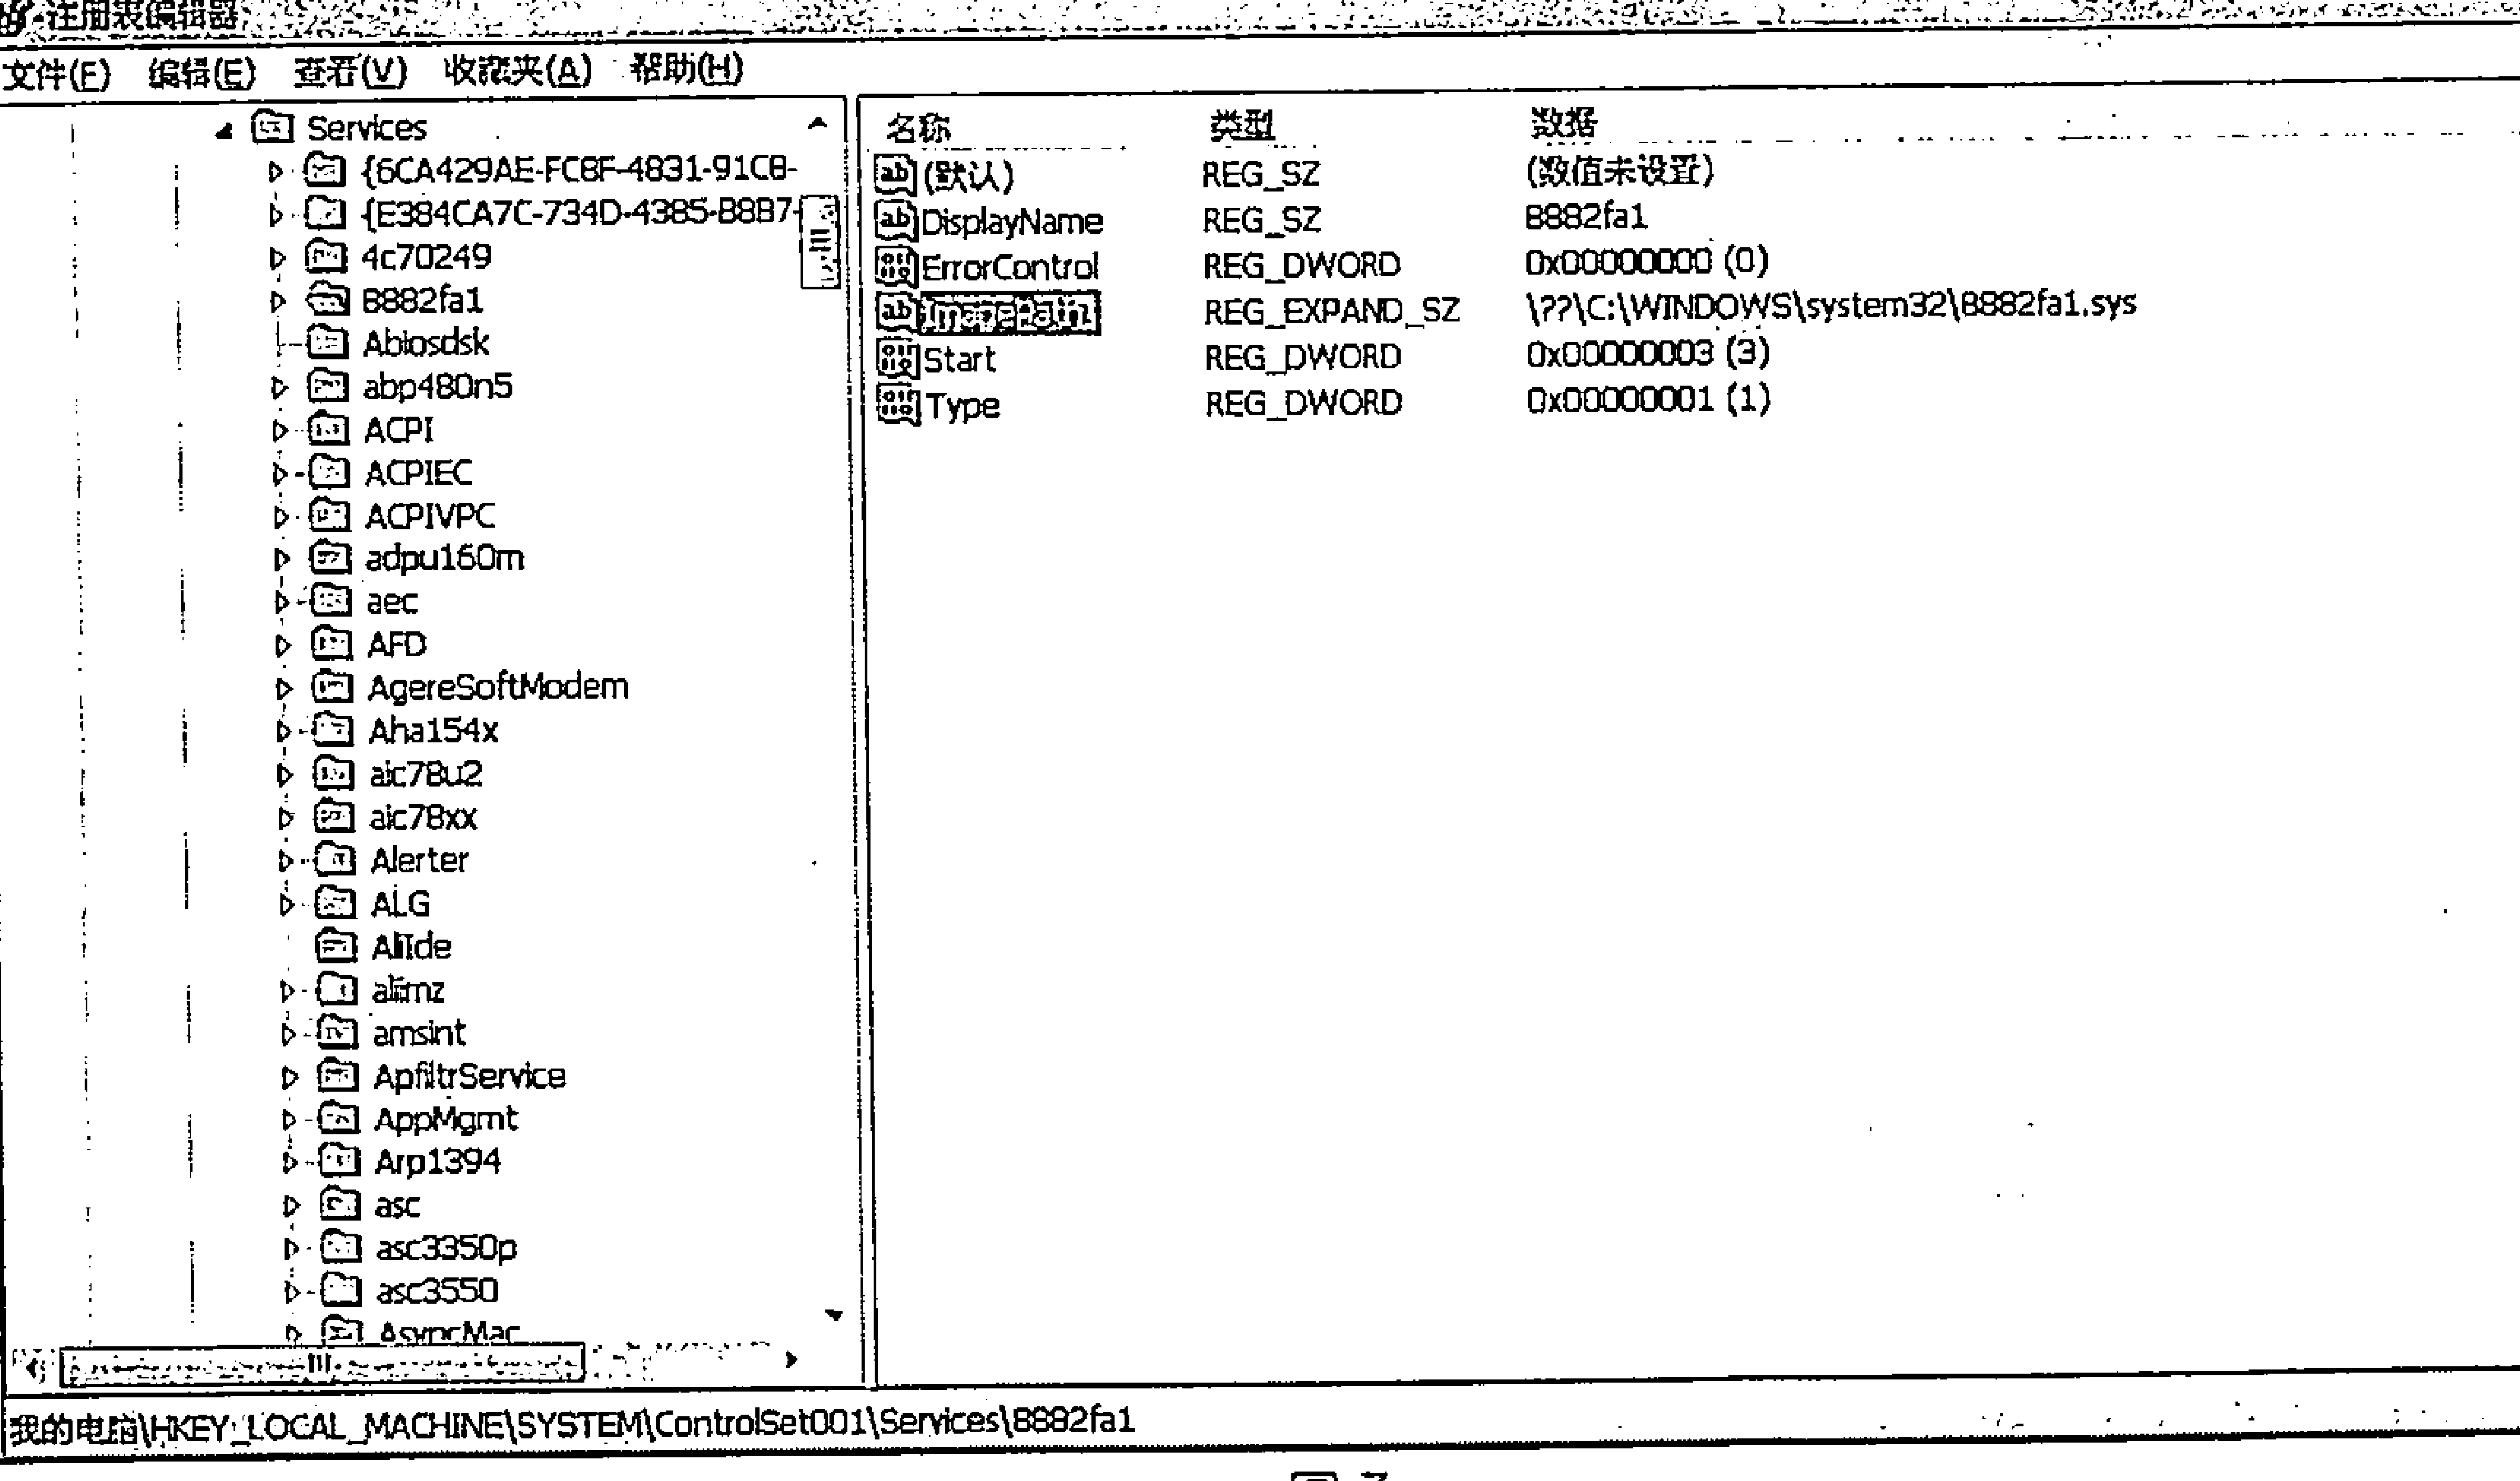 注册表编辑器
文件(F) 编辑(E) 查看(V) 收藏夹(A) 帮助(H)
Services
{6CA429AE-FC8F-4831-91C8-
{E384CA7C-734D-4385-B8B7-
4c70249
8882fa1
Abiosdsk
abp480n5
ACPI
ACPIEC
ACPIVPC
adpu160m
aec
AFD
AgereSoftModem
Aha154x
aic78u2
aic78xx
Alerter
ALG
AliIde
alimz
amsint
ApfiltrService
AppMgmt
Arp1394
asc
asc3350p
asc3550
AsyncMac
名称 类型 数据
(默认) REG_SZ (数值未设置)
DisplayName REG_SZ 8882fa1
ErrorControl REG_DWORD 0x00000000 (0)
ImagePath REG_EXPAND_SZ \??\C:\WINDOWS\system32\8882fa1.sys
Start REG_DWORD 0x00000003 (3)
Type REG_DWORD 0x00000001 (1)
我的电脑\HKEY_LOCAL_MACHINE\SYSTEM\ControlSet001\Services\8882fa1